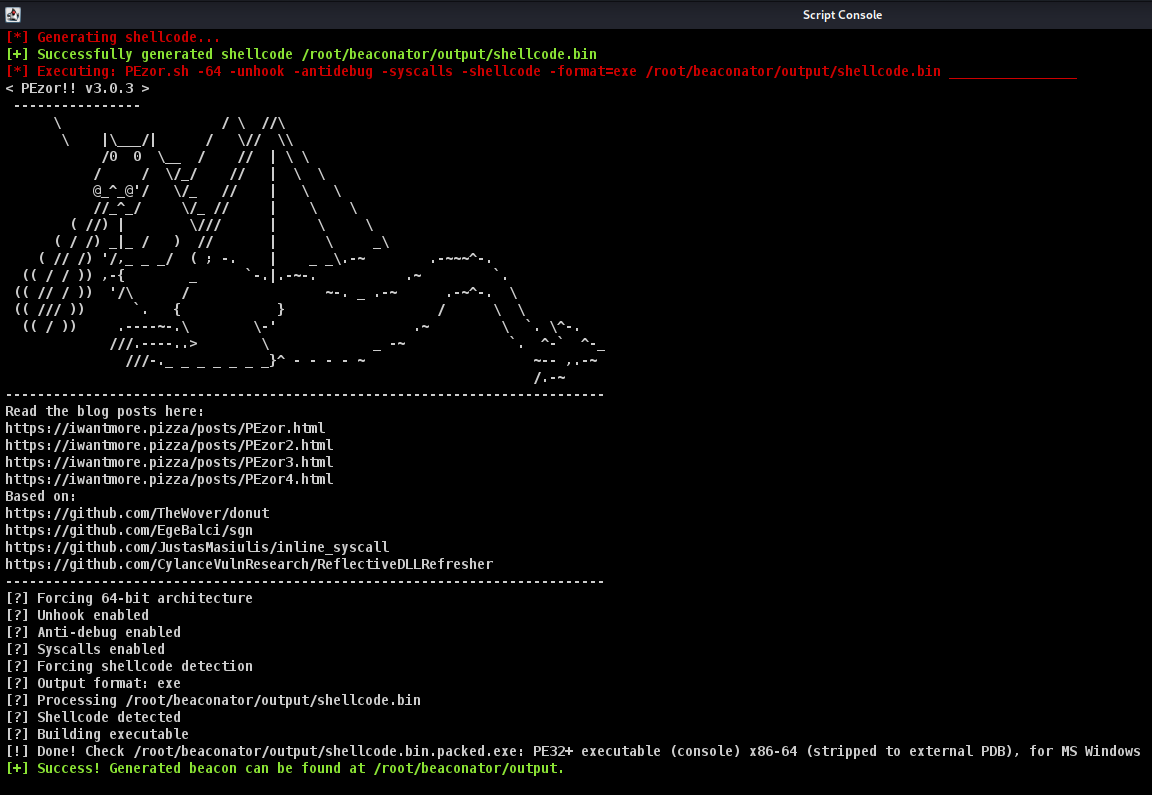 Script Console
[*] Generating shellcode...
[+] Successfully generated shellcode /root/beaconator/output/shellcode.bin
[*] Executing: PEzor.sh -64 -unhook -antidebug -syscalls -shellcode -format=exe /root/beaconator/output/shellcode.bin ________________
< PEzor!! v3.0.3 >
Read the blog posts here:
https://iwantmore.pizza/posts/PEzor.html
https://iwantmore.pizza/posts/PEzor2.html
https://iwantmore.pizza/posts/PEzor3.html
https://iwantmore.pizza/posts/PEzor4.html
Based on:
https://github.com/TheWover/donut
https://github.com/EgeBalci/sgn
https://github.com/JustasMasiulis/inline_syscall
https://github.com/CylanceVulnResearch/ReflectiveDLLRefresher
[?] Forcing 64-bit architecture
[?] Unhook enabled
[?] Anti-debug enabled
[?] Syscalls enabled
[?] Forcing shellcode detection
[?] Output format: exe
[?] Processing /root/beaconator/output/shellcode.bin
[?] Shellcode detected
[?] Building executable
[!] Done! Check /root/beaconator/output/shellcode.bin.packed.exe: PE32+ executable (console) x86-64 (stripped to external PDB), for MS Windows
[+] Success! Generated beacon can be found at /root/beaconator/output.